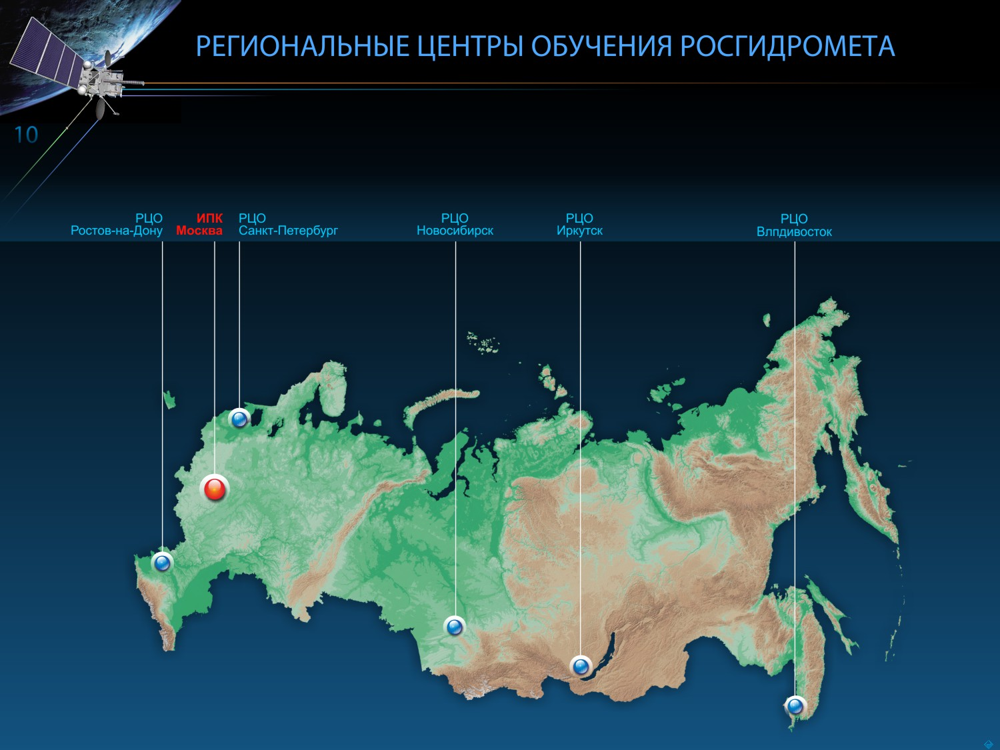 РЕГИОНАЛЬНЫЕ ЦЕНТРЫ ОБУЧЕНИЯ РОСГИДРОМЕТА
10
РЦО
Ростов-на-Дону
ИПК
Москва
РЦО
Санкт-Петербург
РЦО
Новосибирск
РЦО
Иркутск
РЦО
Влпдивосток